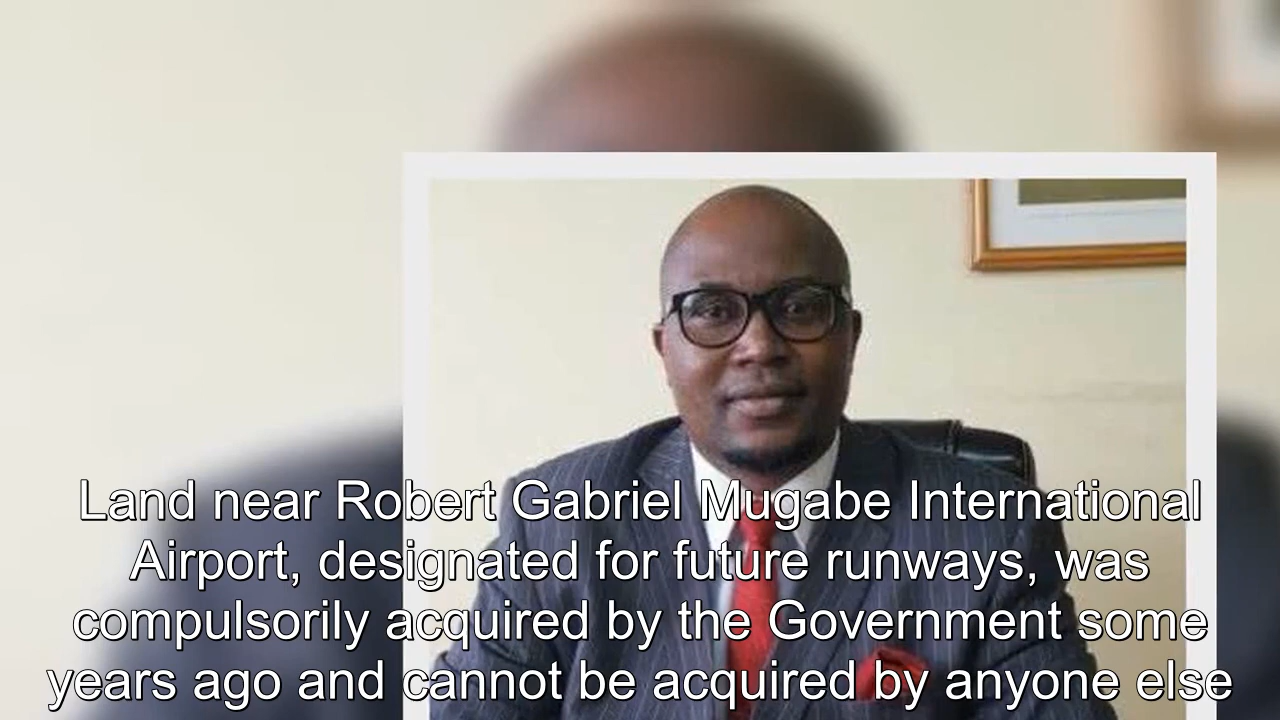 Land near Robert Gabriel Mugabe International
Airport, designated for future runways, was
compulsorily acquired by the Government some
years ago and cannot be acquired by anyone else